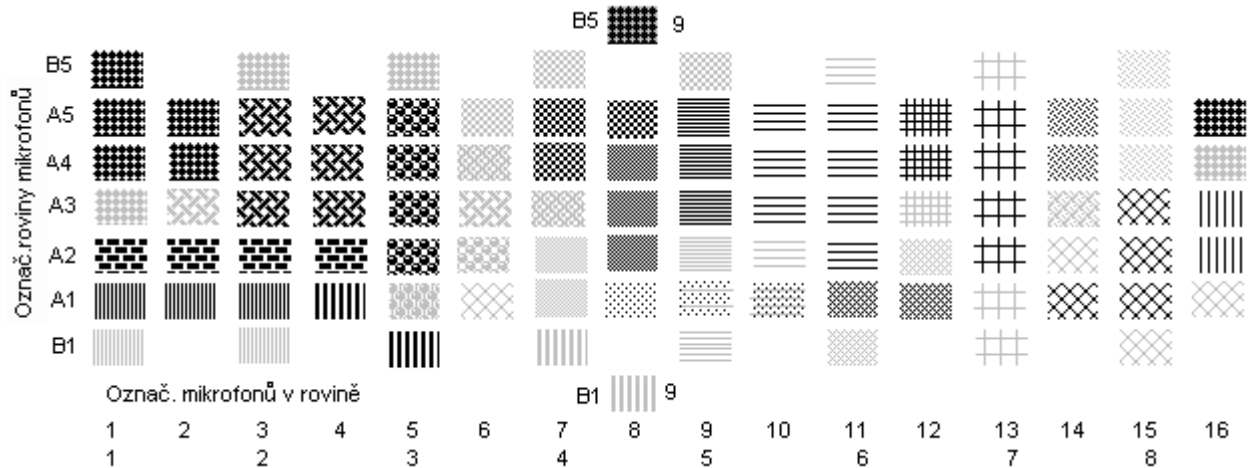 B5 9
B5
A5
A4
A3
A2
A1
B1
Označ.roviny mikrofonů
Označ. mikrofonů v rovině
B1 9
1 2 3 4 5 6 7 8 9 10 11 12 13 14 15 16
1 2 3 4 5 6 7 8